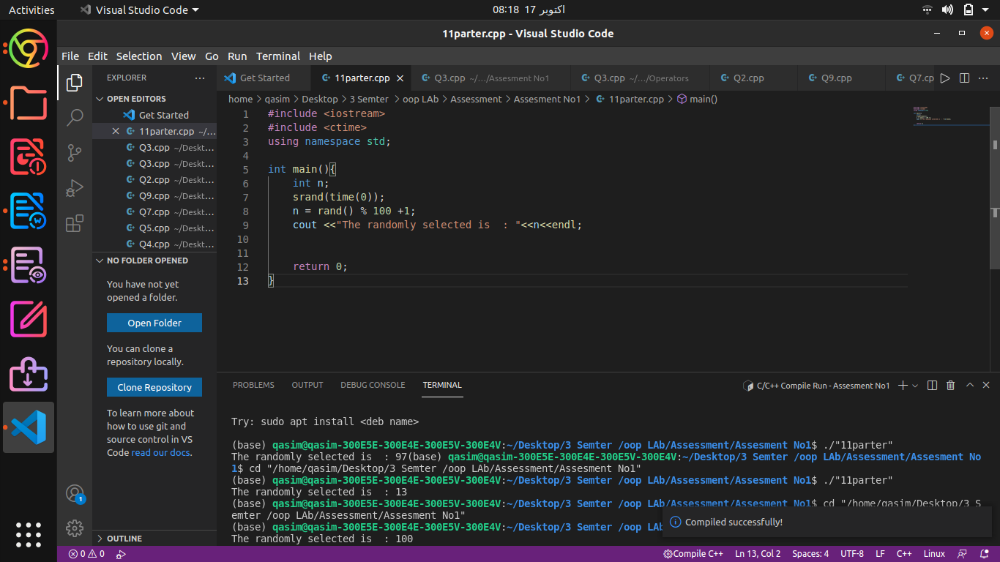 Activities
Visual Studio Code
اکتوبر 17  08:18
11parter.cpp - Visual Studio Code
File Edit Selection View Go Run Terminal Help
EXPLORER
OPEN EDITORS
Get Started
11parter.cpp ~/...
Q3.cpp ~/Deskt...
Q3.cpp ~/Deskt...
Q2.cpp ~/Deskt...
Q9.cpp ~/Deskt...
Q7.cpp ~/Deskt...
Q5.cpp ~/Deskt...
Q4.cpp ~/Deskt...
NO FOLDER OPENED
You have not yet
opened a folder.
Open Folder
You can clone a
repository locally.
Clone Repository
To learn more about
how to use git and
source control in VS
Code read our docs.
OUTLINE
1
Get Started 11parter.cpp Q3.cpp ~/.../Assesment No1 Q3.cpp ~/.../Operators Q2.cpp Q9.cpp Q7.cp
home > qasim > Desktop > 3 Semter > oop LAb > Assessment > Assesment No1 > 11parter.cpp > main()
1 #include <iostream>
2 #include <ctime>
3 using namespace std;
4
5 int main(){
6     int n;
7     srand(time(0));
8     n = rand() % 100 +1;
9     cout <<"The randomly selected is  : "<<n<<endl;
10
11
12     return 0;
13 }
PROBLEMS OUTPUT DEBUG CONSOLE TERMINAL
C/C++ Compile Run - Assesment No1
Try: sudo apt install <deb name>
(base) qasim@qasim-300E5E-300E4E-300E5V-300E4V:~/Desktop/3 Semter /oop LAb/Assessment/Assesment No1$ ./"11parter"
The randomly selected is  : 97(base) qasim@qasim-300E5E-300E4E-300E5V-300E4V:~/Desktop/3 Semter /oop LAb/Assessment/Assesment No
1$ cd "/home/qasim/Desktop/3 Semter /oop LAb/Assessment/Assesment No1"
(base) qasim@qasim-300E5E-300E4E-300E5V-300E4V:~/Desktop/3 Semter /oop LAb/Assessment/Assesment No1$ ./"11parter"
The randomly selected is  : 13
(base) qasim@qasim-300E5E-300E4E-300E5V-300E4V:~/Desktop/3 Semter /oop LAb/Assessment/Assesment No1$ cd "/home/qasim/Desktop/3 S
emter /oop LAb/Assessment/Assesment No1"
(base) qasim@qasim-300E5E-300E4E-300E5V-300E4V:~/Desktop/3 Semter /oop LAb
The randomly selected is  : 100
Compiled successfully!
0 0
Compile C++ Ln 13, Col 2 Spaces: 4 UTF-8 LF C++ Linux